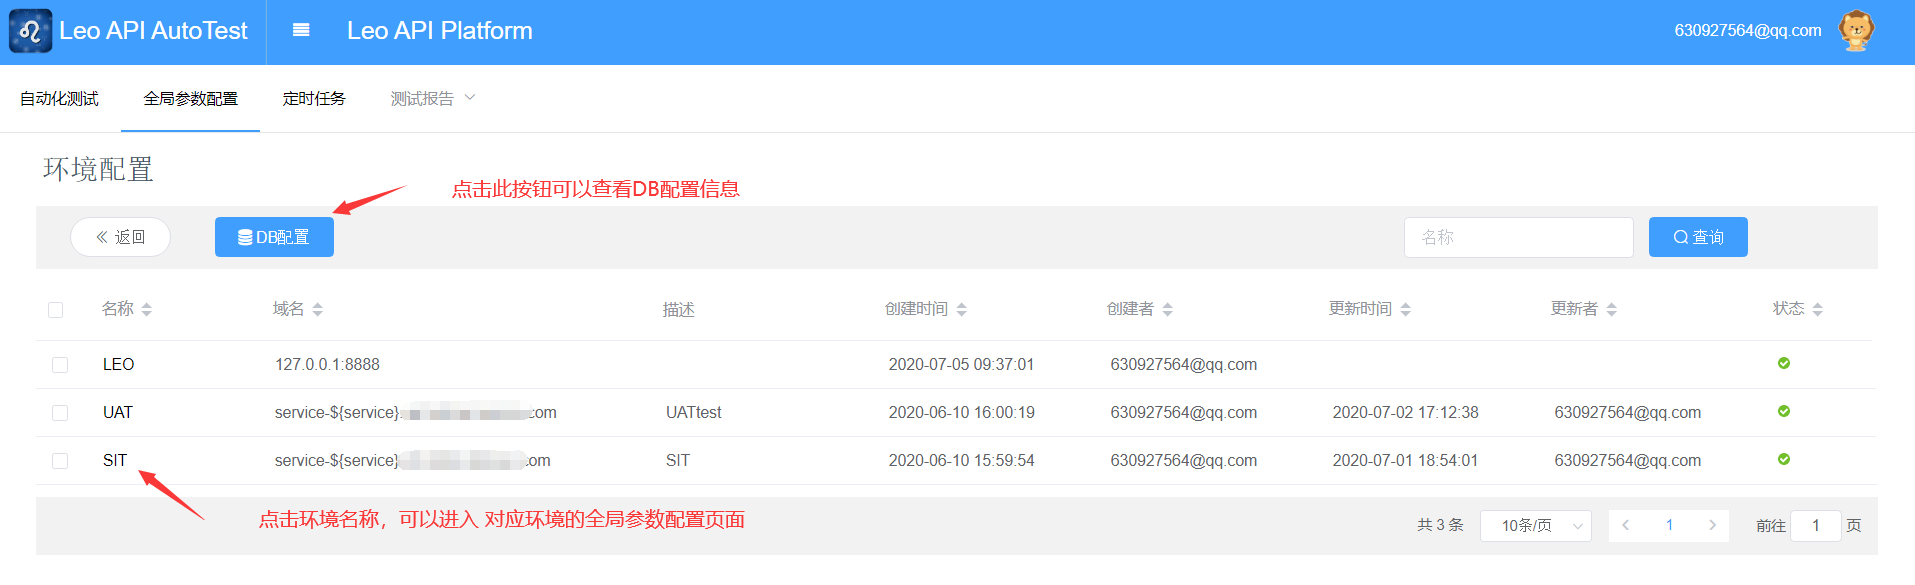 Leo API AutoTest Leo API Platform 630927564@qq.com
自动化测试 全局参数配置 定时任务 测试报告
环境配置
点击此按钮可以查看DB配置信息
返回 DB配置 名称 查询
名称 域名 描述 创建时间 创建者 更新时间 更新者 状态
LEO 127.0.0.1:8888 2020-07-05 09:37:01 630927564@qq.com
UAT service-${service}. com UATtest 2020-06-10 16:00:19 630927564@qq.com 2020-07-02 17:12:38 630927564@qq.com
SIT service-${service} com SIT 2020-06-10 15:59:54 630927564@qq.com 2020-07-01 18:54:01 630927564@qq.com
点击环境名称，可以进入 对应环境的全局参数配置页面
共 3 条 10条/页 1 前往 1 页